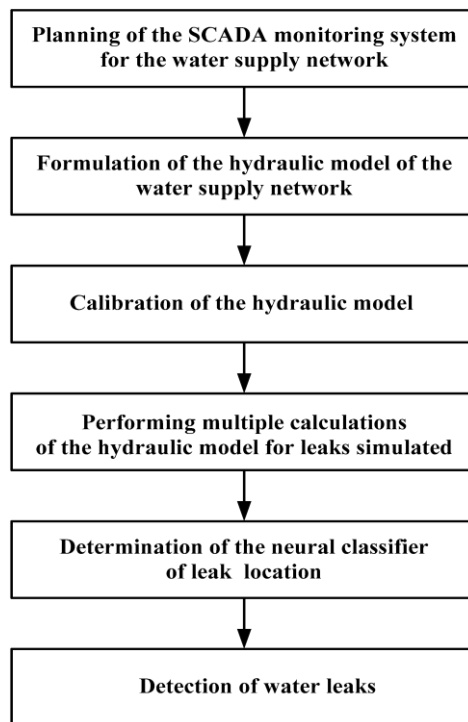 Planning of the SCADA monitoring system
for the water supply network
Formulation of the hydraulic model of the
water supply network
Calibration of the hydraulic model
Performing multiple calculations
of the hydraulic model for leaks simulated
Determination of the neural classifier
of leak location
Detection of water leaks